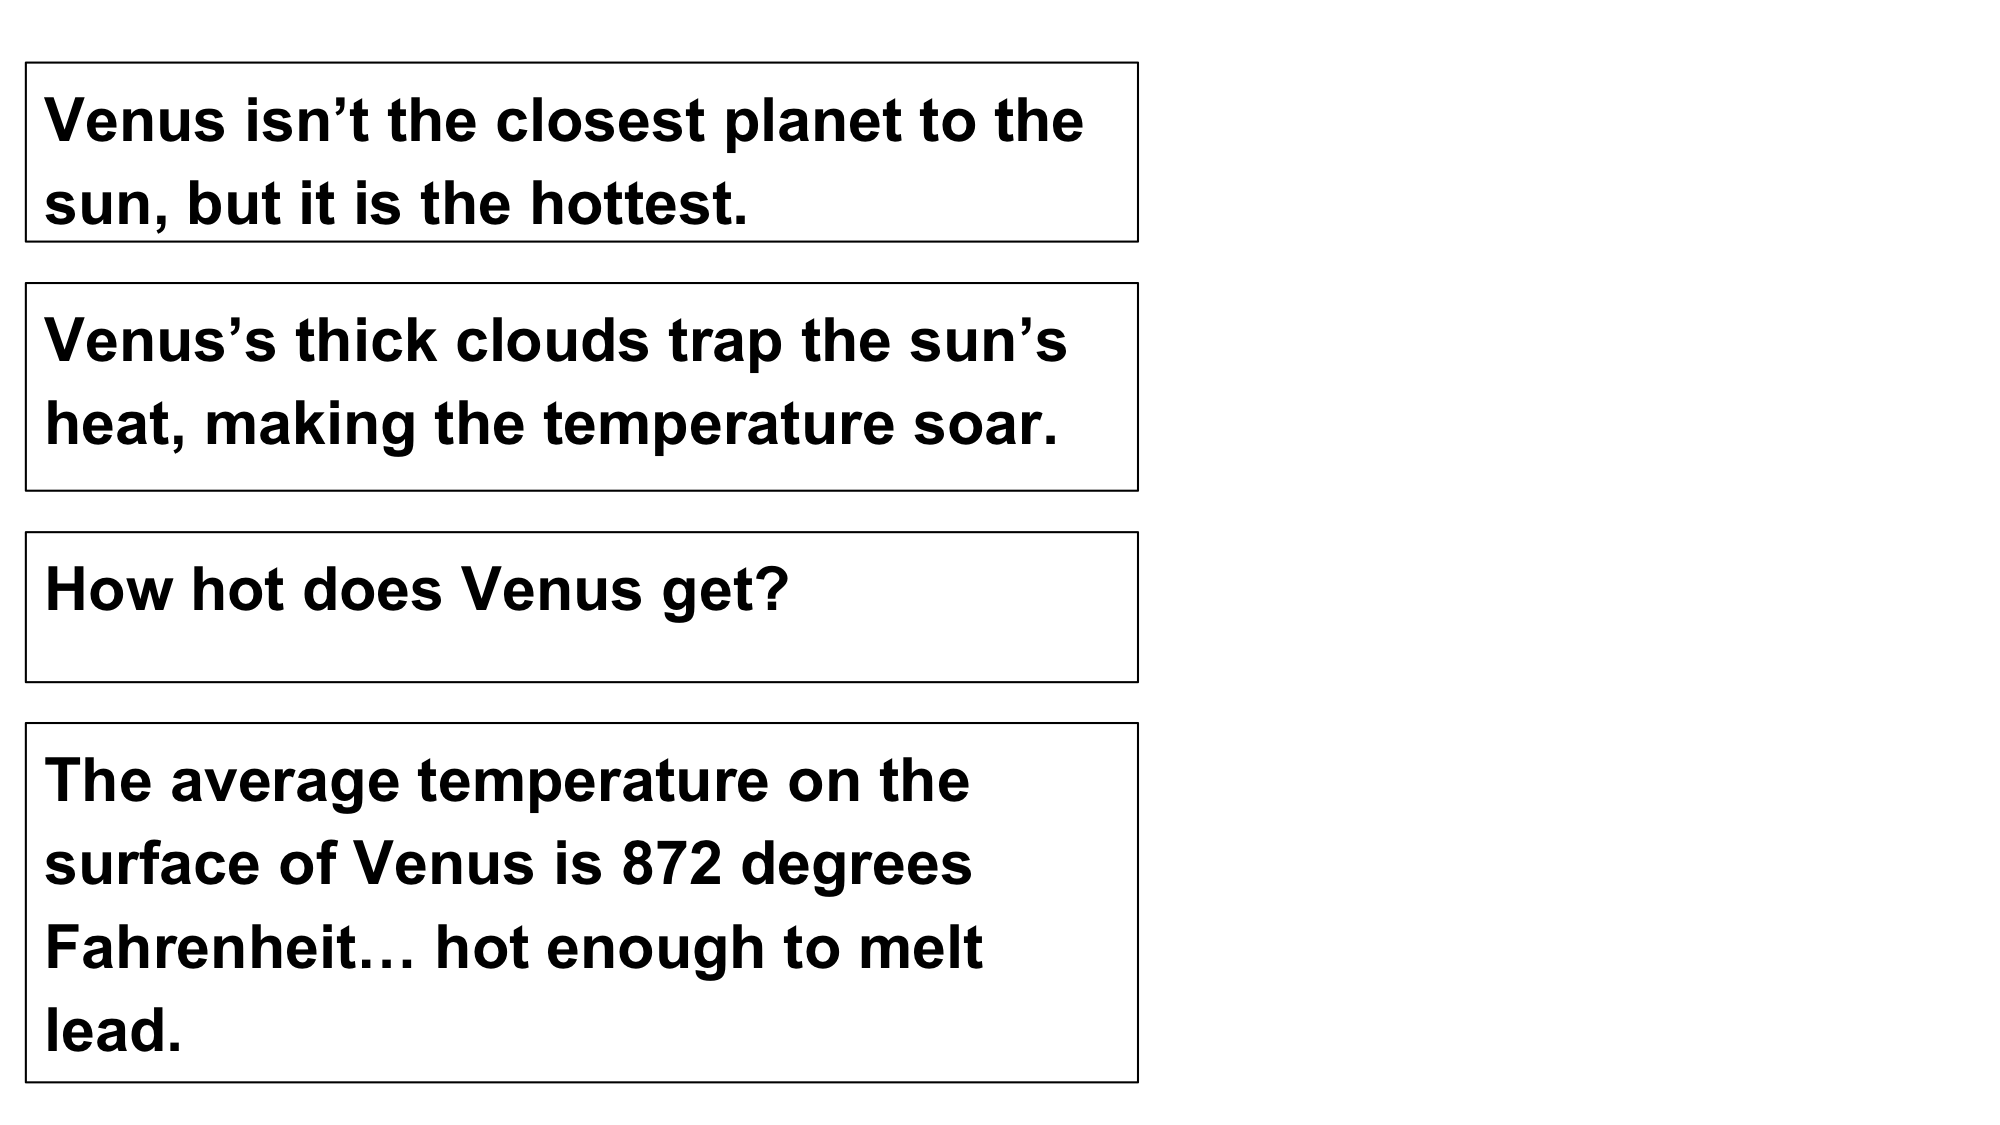 Venus isn’t the closest planet to the
sun, but it is the hottest.
Venus’s thick clouds trap the sun’s
heat, making the temperature soar.
How hot does Venus get?
The average temperature on the
surface of Venus is 872 degrees
Fahrenheit… hot enough to melt
lead.